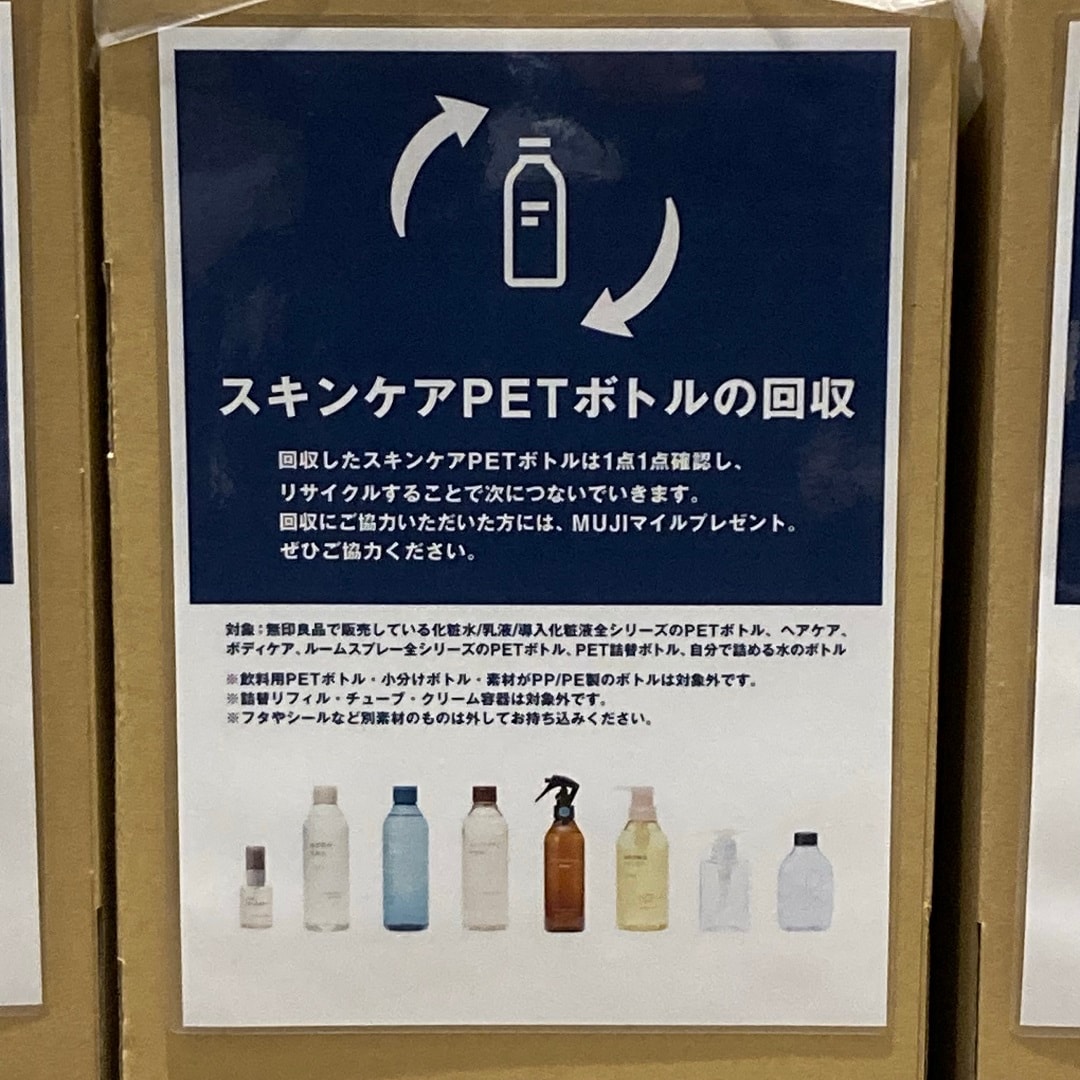 スキンケアPETボトルの回収
回収したスキンケアPETボトルは1点1点確認し、
リサイクルすることで次につないでいきます。
回収にご協力いただいた方には、MUJIマイルプレゼント。
ぜひご協力ください。
対象：無印良品で販売している化粧水/乳液/導入化粧液全シリーズのPETボトル、ヘアケア、
ボディケア、ルームスプレー全シリーズのPETボトル、PET詰替ボトル、自分で詰める水のボトル
※飲料用PETボトル・小分けボトル・素材がPP/PE製のボトルは対象外です。
※詰替リフィル・チューブ・クリーム容器は対象外です。
※フタやシールなど別素材のものは外してお持ち込みください。